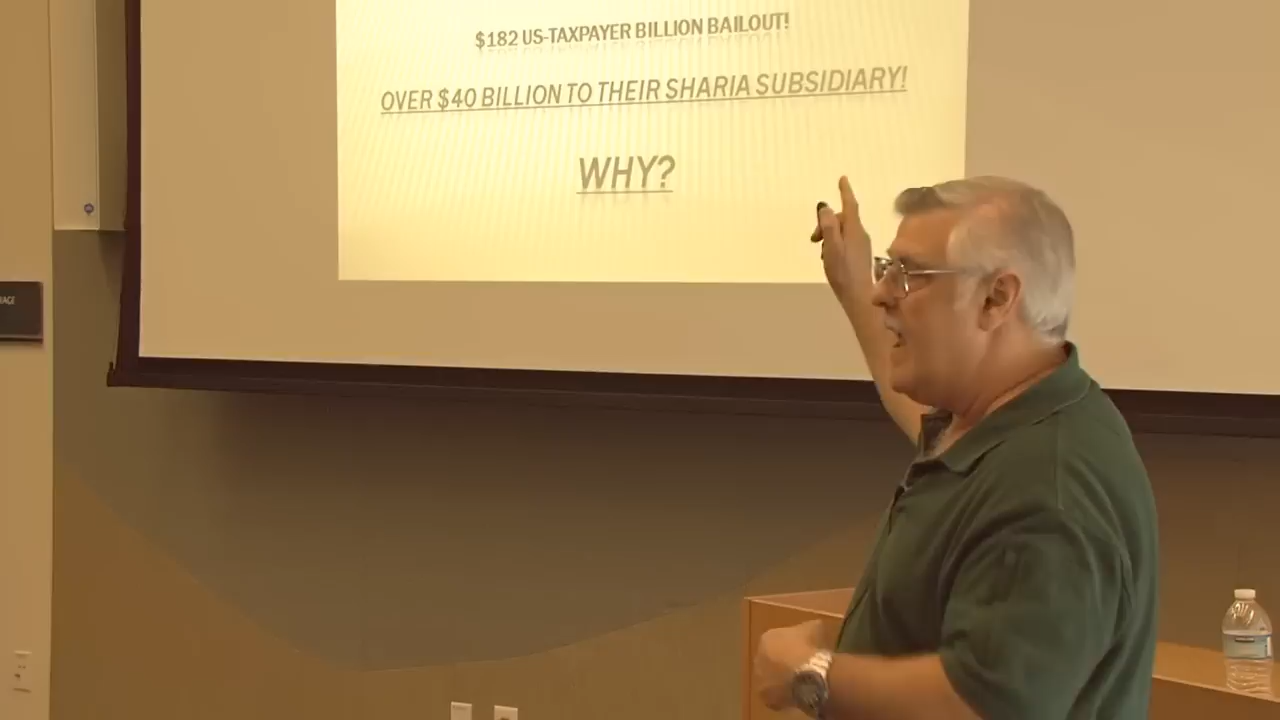 $182 US-TAXPAYER BILLION BAILOUT!
OVER $40 BILLION TO THEIR SHARIA SUBSIDIARY!
WHY?